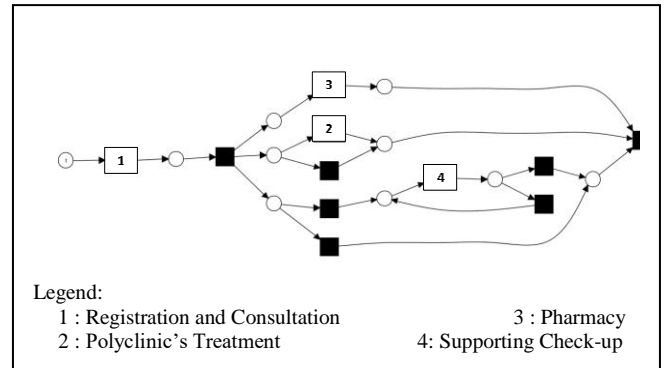 3
2
1
4
Legend:
1 : Registration and Consultation 3 : Pharmacy
2 : Polyclinic's Treatment 4: Supporting Check-up